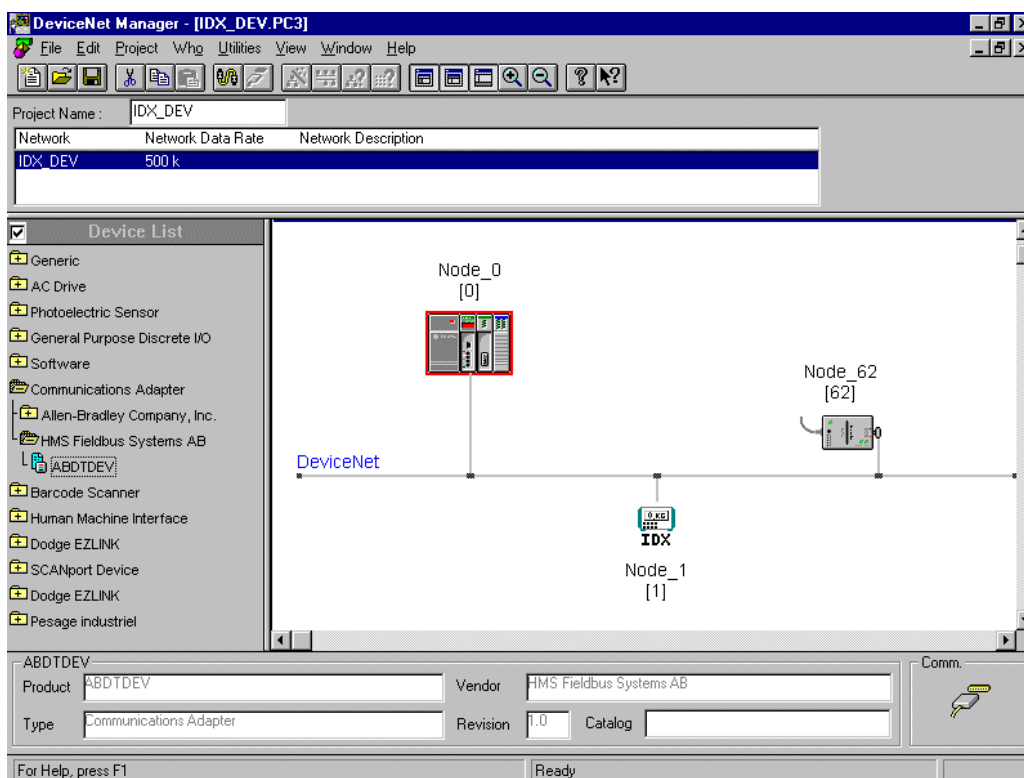 DeviceNet Manager - [IDX_DEV.PC3]
File Edit Project Who Utilities View Window Help
Project Name : IDX_DEV
Network Network Data Rate Network Description
IDX_DEV 500 k
Device List
Generic
AC Drive
Photoelectric Sensor
General Purpose Discrete I/O
Software
Communications Adapter
Allen-Bradley Company, Inc.
HMS Fieldbus Systems AB
ABDTDEV
Barcode Scanner
Human Machine Interface
Dodge EZLINK
SCANport Device
Dodge EZLINK
Pesage industriel
Node_0
[0]
Node_62
[62]
DeviceNet
0 KG
IDX
Node_1
[1]
ABDTDEV
Product ABDTDEV Vendor HMS Fieldbus Systems AB
Type Communications Adapter Revision 1.0 Catalog
Comm.
For Help, press F1 Ready